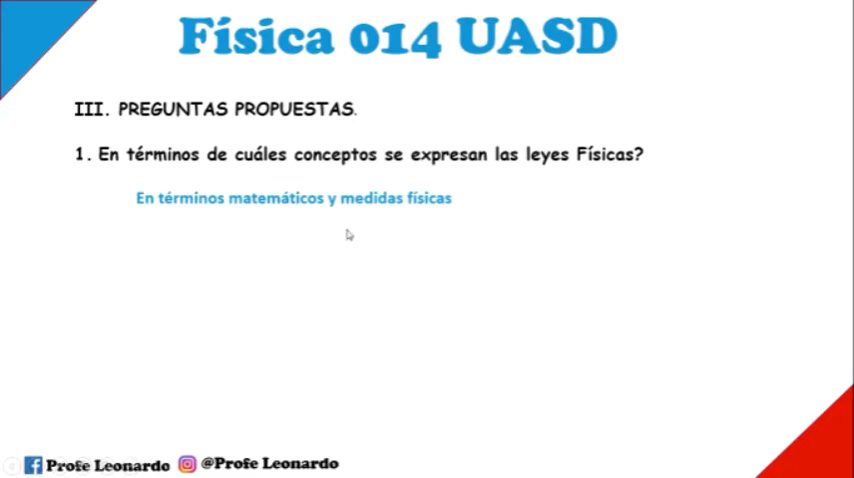 Física 014 UASD
III. PREGUNTAS PROPUESTAS.
1. En términos de cuáles conceptos se expresan las leyes Físicas?
En términos matemáticos y medidas físicas
Profe Leonardo @Profe Leonardo